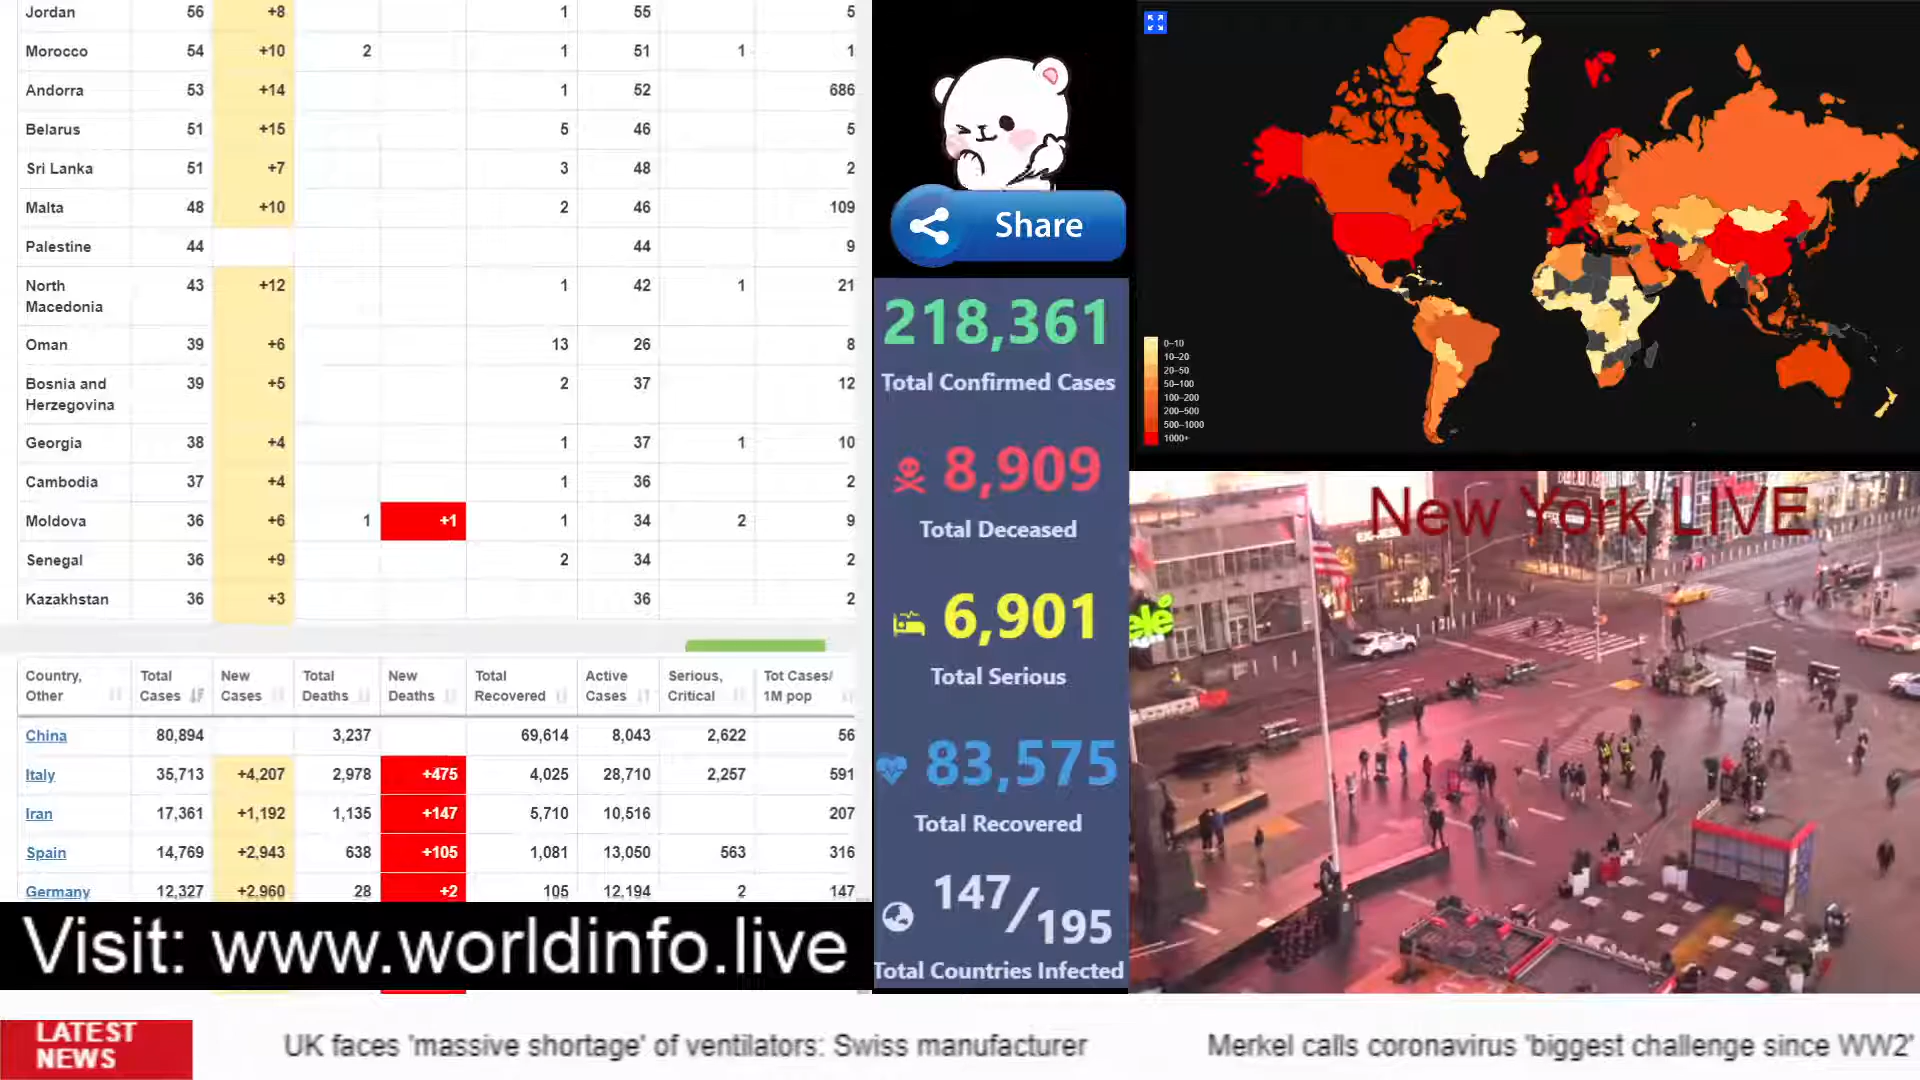 Jordan 56 +8 1 55 5
Morocco 54 +10 2 1 51 1 1
Andorra 53 +14 1 52 686
Belarus 51 +15 5 46 5
Sri Lanka 51 +7 3 48 2
Malta 48 +10 2 46 109
Palestine 44 44 9
North
Macedonia 43 +12 1 42 1 21
Oman 39 +6 13 26 8
Bosnia and
Herzegovina 39 +5 2 37 12
Georgia 38 +4 1 37 1 10
Cambodia 37 +4 1 36 2
Moldova 36 +6 1 +1 1 34 2 9
Senegal 36 +9 2 34 2
Kazakhstan 36 +3 36 2
Country,
Other
Total
Cases
New
Cases
Total
Deaths
New
Deaths
Total
Recovered
Active
Cases
Serious,
Critical
Tot Cases/
1M pop
China 80,894 3,237 69,614 8,043 2,622 56
Italy 35,713 +4,207 2,978 +475 4,025 28,710 2,257 591
Iran 17,361 +1,192 1,135 +147 5,710 10,516 207
Spain 14,769 +2,943 638 +105 1,081 13,050 563 316
Germany 12,327 +2,960 28 +2 105 12,194 2 147
Visit: www.worldinfo.live
Share
218,361
Total Confirmed Cases
8,909
Total Deceased
6,901
Total Serious
83,575
Total Recovered
147/195
Total Countries Infected
0–10
10–20
20–50
50–100
100–200
200–500
500–1000
1000+
New York LIVE
elé
LATEST
NEWS
UK faces 'massive shortage' of ventilators: Swiss manufacturer
Merkel calls coronavirus 'biggest challenge since WW2'